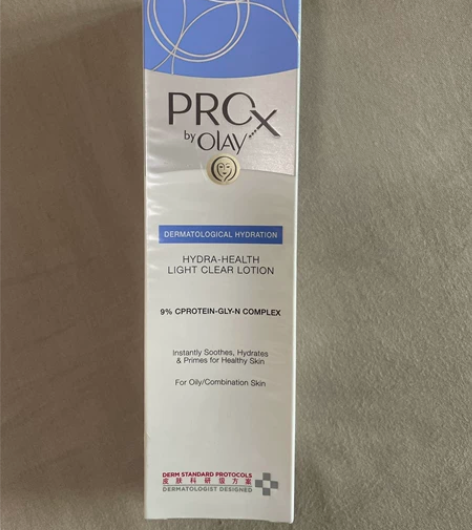 PROX
by OLAY
DERMATOLOGICAL HYDRATION
HYDRA-HEALTH
LIGHT CLEAR LOTION
9% CPROTEIN-GLY-N COMPLEX
Instantly Soothes, Hydrates
& Primes for Healthy Skin
For Oily/Combination Skin
DERM STANDARD PROTOCOLS
皮肤科研级方案
DERMATOLOGIST DESIGNED